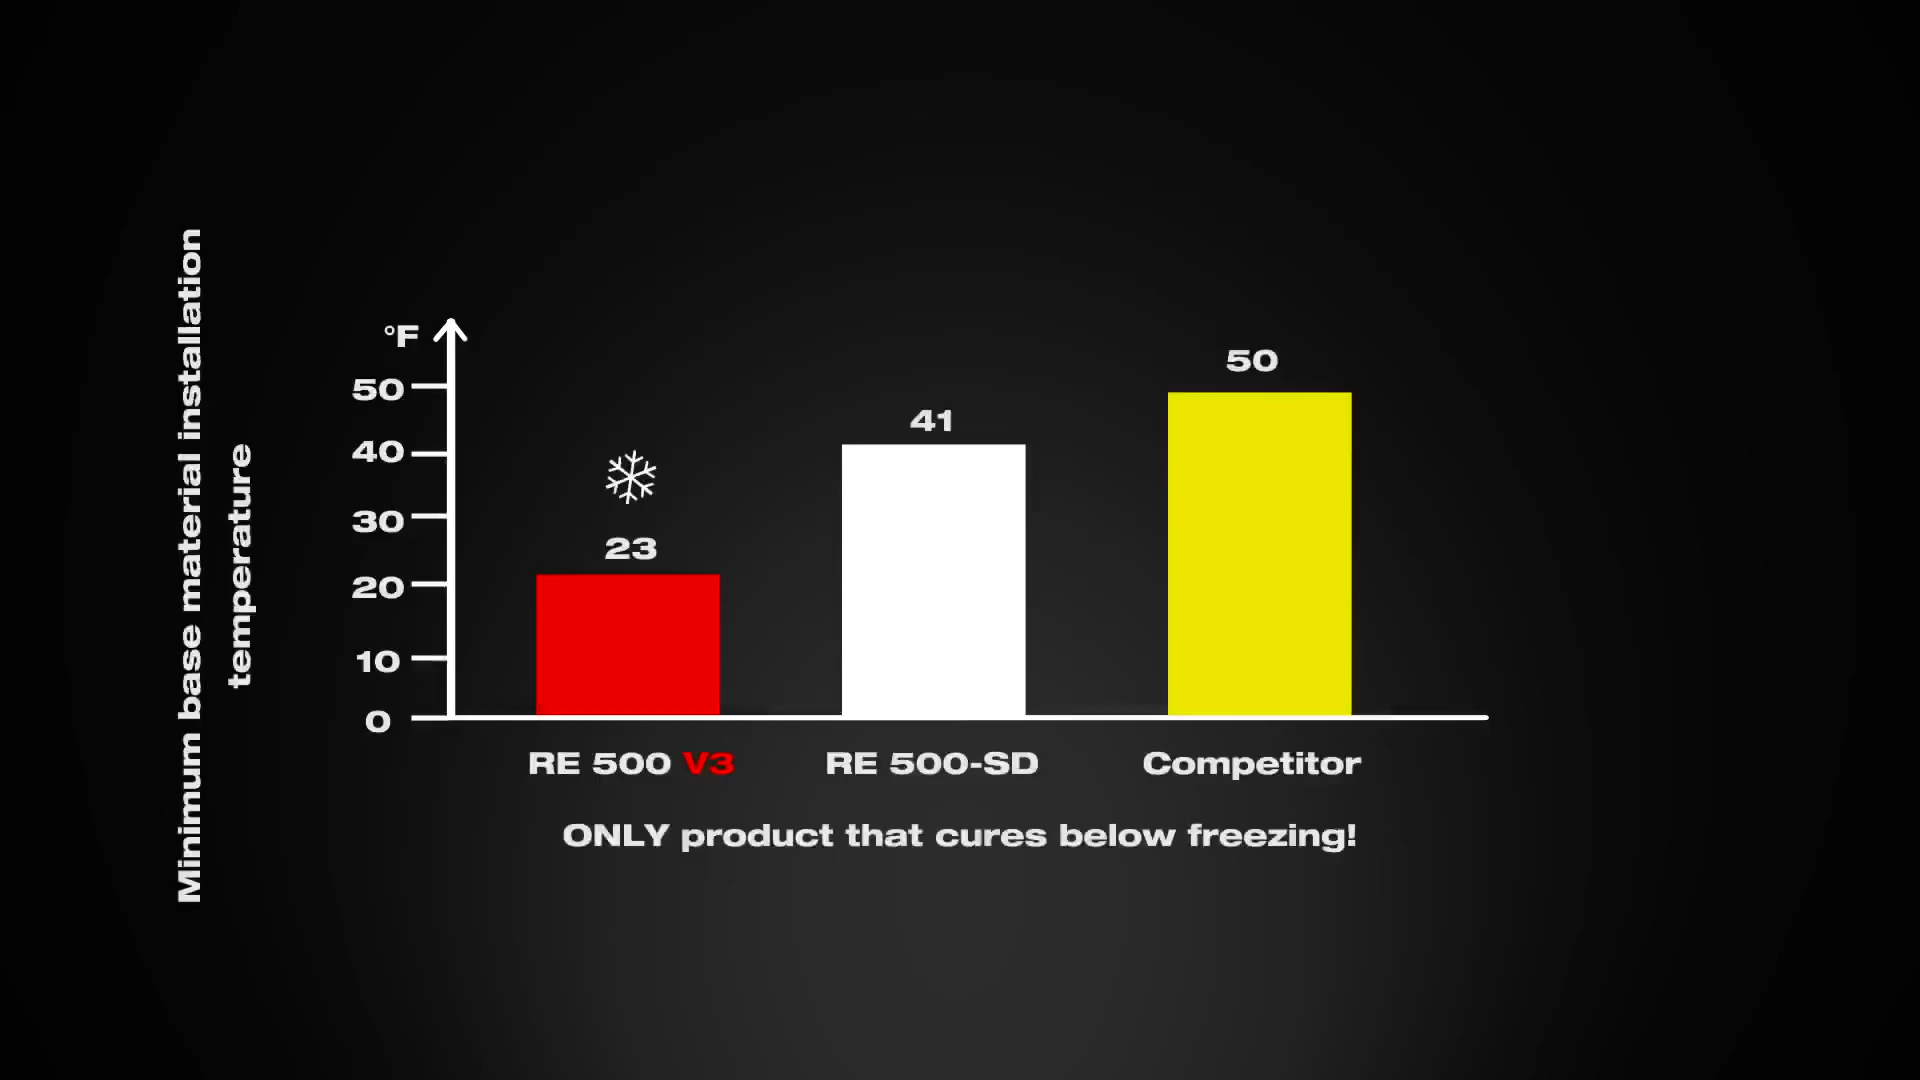 Minimum base material installation
temperature
°F
50
40
30
20
10
0
23
41
50
RE 500 V3
RE 500-SD
Competitor
ONLY product that cures below freezing!